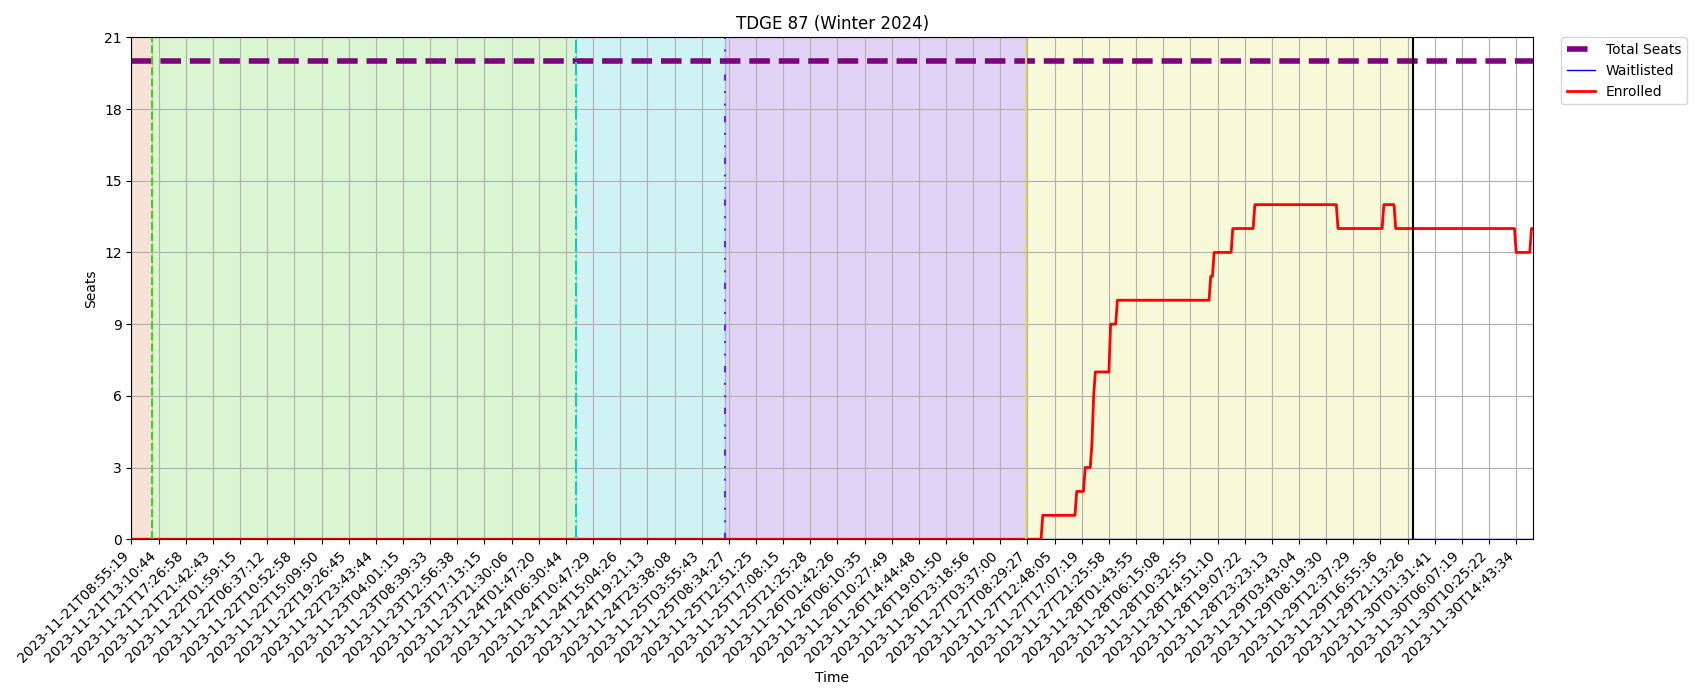 TDGE 87 (Winter 2024)
Total Seats
Waitlisted
Enrolled
21
18
15
12
9
6
3
0
Seats
2023-11-21T08:55:19
2023-11-21T13:10:44
2023-11-21T17:26:58
2023-11-21T21:42:43
2023-11-22T01:59:15
2023-11-22T06:37:12
2023-11-22T10:52:58
2023-11-22T15:09:50
2023-11-22T19:26:45
2023-11-22T23:43:44
2023-11-23T04:01:15
2023-11-23T08:39:33
2023-11-23T12:56:38
2023-11-23T17:13:15
2023-11-23T21:30:06
2023-11-24T01:47:20
2023-11-24T06:30:44
2023-11-24T10:47:29
2023-11-24T15:04:26
2023-11-24T19:21:13
2023-11-24T23:38:08
2023-11-25T03:55:43
2023-11-25T08:34:27
2023-11-25T12:51:25
2023-11-25T17:08:15
2023-11-25T21:25:28
2023-11-26T01:42:26
2023-11-26T06:10:35
2023-11-26T10:27:49
2023-11-26T14:44:48
2023-11-26T19:01:50
2023-11-26T23:18:56
2023-11-27T03:37:00
2023-11-27T08:29:27
2023-11-27T12:48:05
2023-11-27T17:07:19
2023-11-27T21:25:58
2023-11-28T01:43:55
2023-11-28T06:15:08
2023-11-28T10:32:55
2023-11-28T14:51:10
2023-11-28T19:07:22
2023-11-28T23:23:13
2023-11-29T03:43:04
2023-11-29T08:19:30
2023-11-29T12:37:29
2023-11-29T16:55:36
2023-11-29T21:13:26
2023-11-30T01:31:41
2023-11-30T06:07:19
2023-11-30T10:25:22
2023-11-30T14:43:34
Time